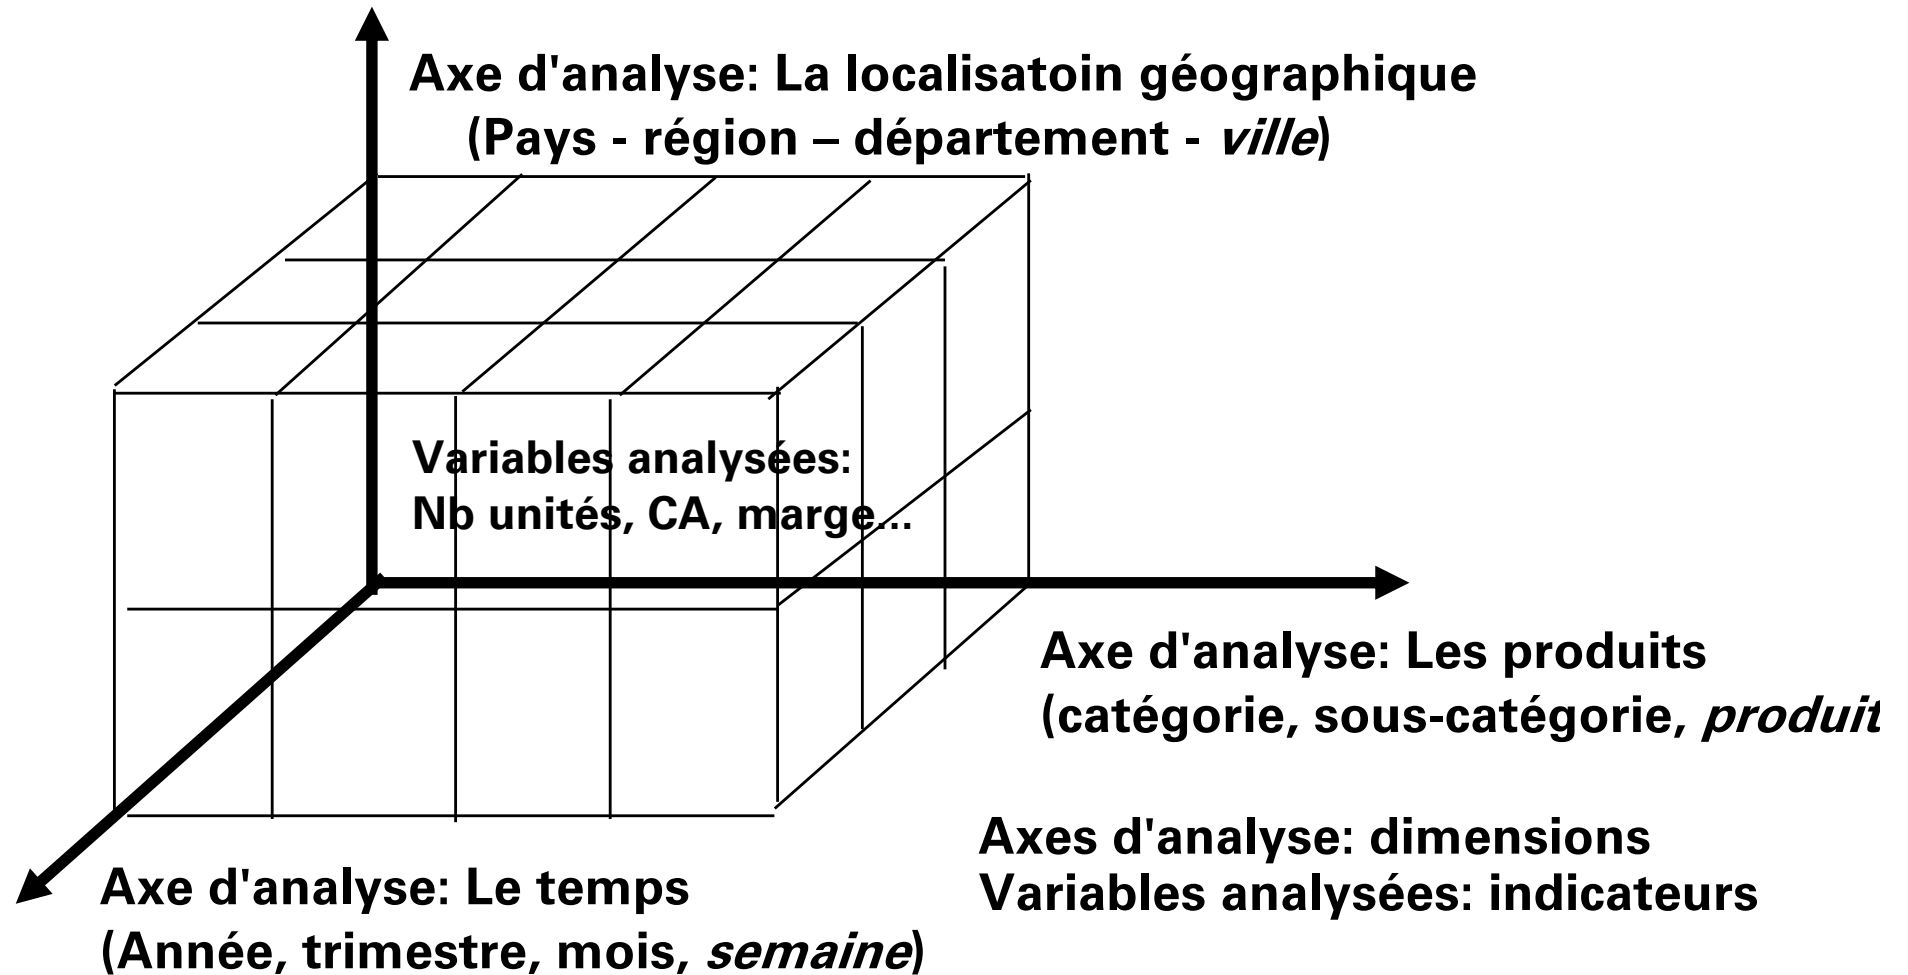 Axe d'analyse: La localisatoin géographique
(Pays - région – département - ville)
Variables analysées:
Nb unités, CA, marge...
Axe d'analyse: Les produits
(catégorie, sous-catégorie, produit
Axes d'analyse: dimensions
Variables analysées: indicateurs
Axe d'analyse: Le temps
(Année, trimestre, mois, semaine)